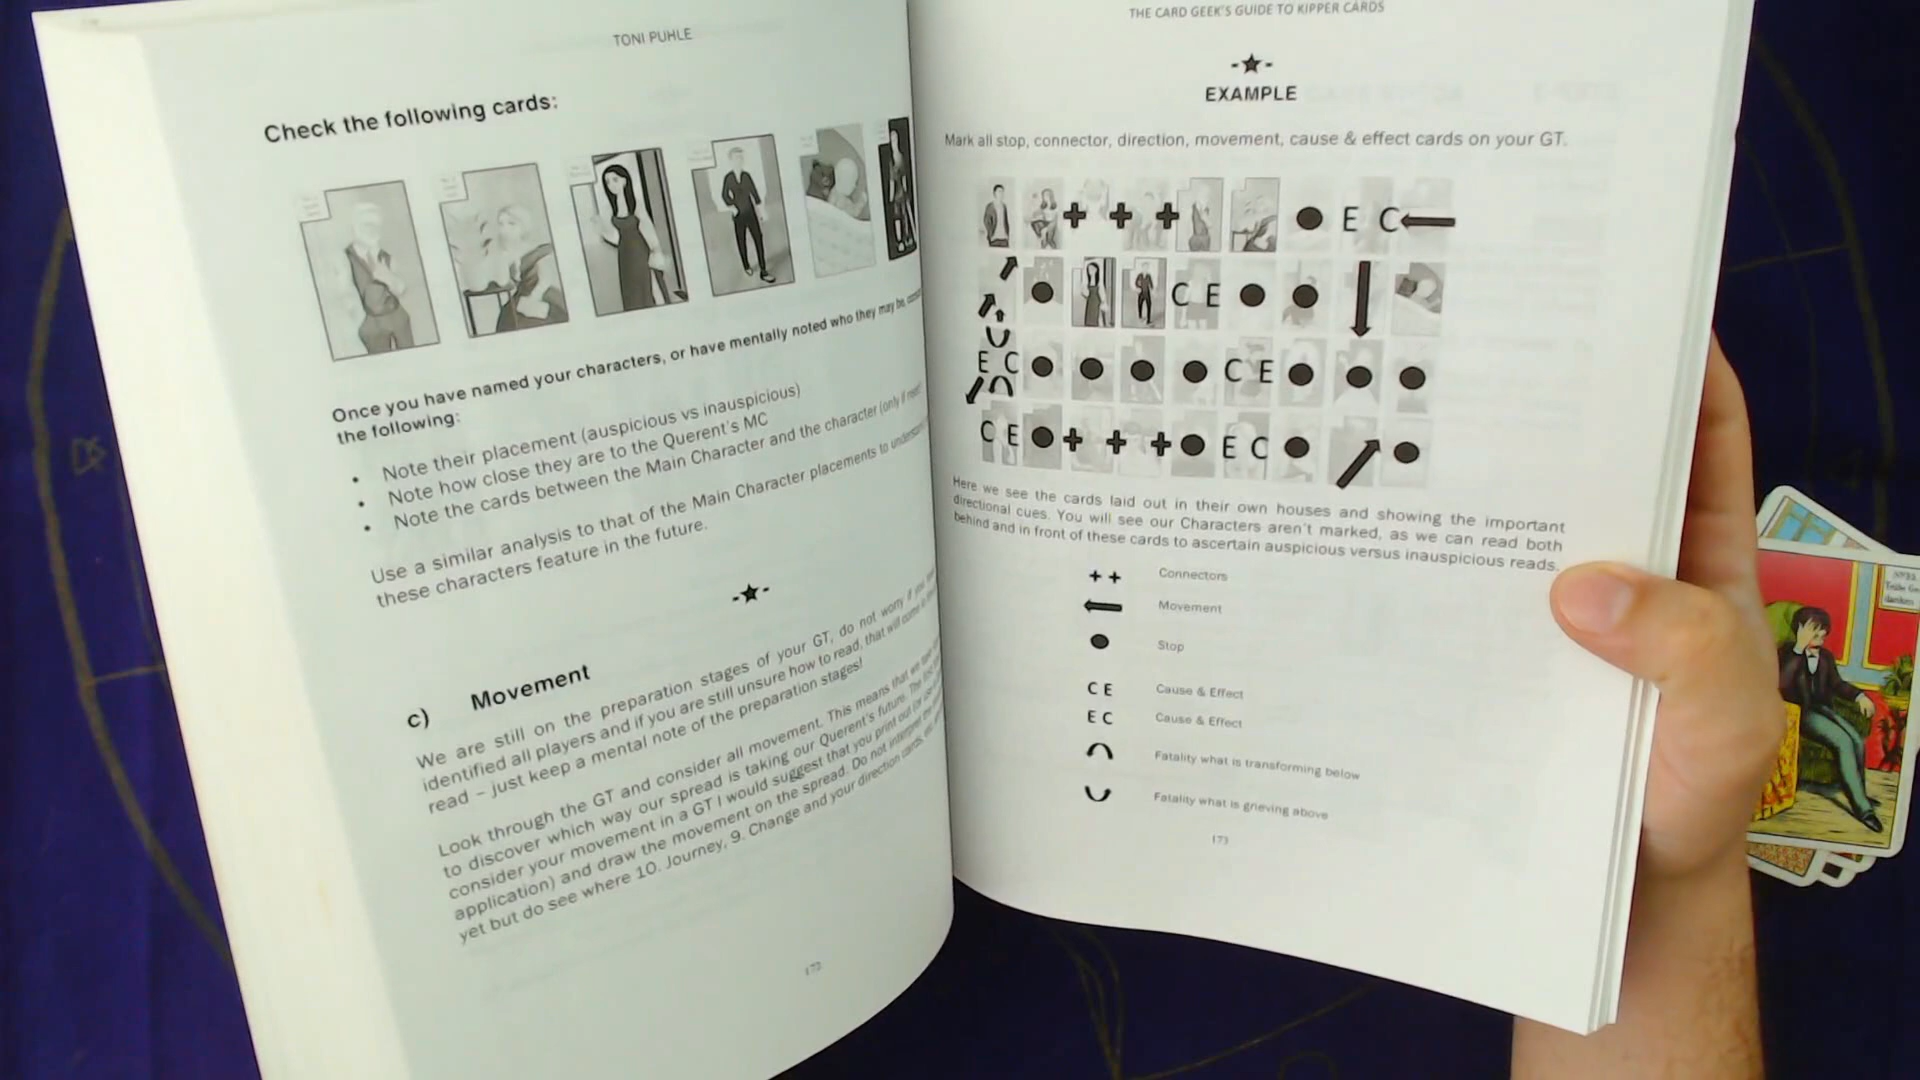 TONI PUHLE
Check the following cards:
Once you have named your characters, or have mentally noted who they may be,
the following:
• Note their placement (auspicious vs inauspicious)
• Note how close they are to the Querent's MC
• Note the cards between the Main Character and the character (only if
Use a similar analysis to that of the Main Character placements to
these characters feature in the future.
c) Movement
We are still on the preparation stages of your GT, do not worry if you
identified all players and if you are still unsure how to read, that will
read – just keep a mental note of the preparation stages!
Look through the GT and consider all movement. This means that we
to discover which way our spread is taking our Querent's future. The
consider your movement in a GT I would suggest that you print out
application) and draw the movement on the spread. Do not interpret
yet but do see where 10. Journey, 9. Change and your direction cards,
172
THE CARD GEEK'S GUIDE TO KIPPER CARDS
EXAMPLE
Mark all stop, connector, direction, movement, cause & effect cards on your GT.
+ + + E C
C E
E C C E
C E + + + E C
Here we see the cards laid out in their own houses and showing the important
directional cues. You will see our Characters aren't marked, as we can read both
behind and in front of these cards to ascertain auspicious versus inauspicious reads.
+ + Connectors
Movement
Stop
C E Cause & Effect
E C Cause & Effect
Fatality what is transforming below
Fatality what is grieving above
173